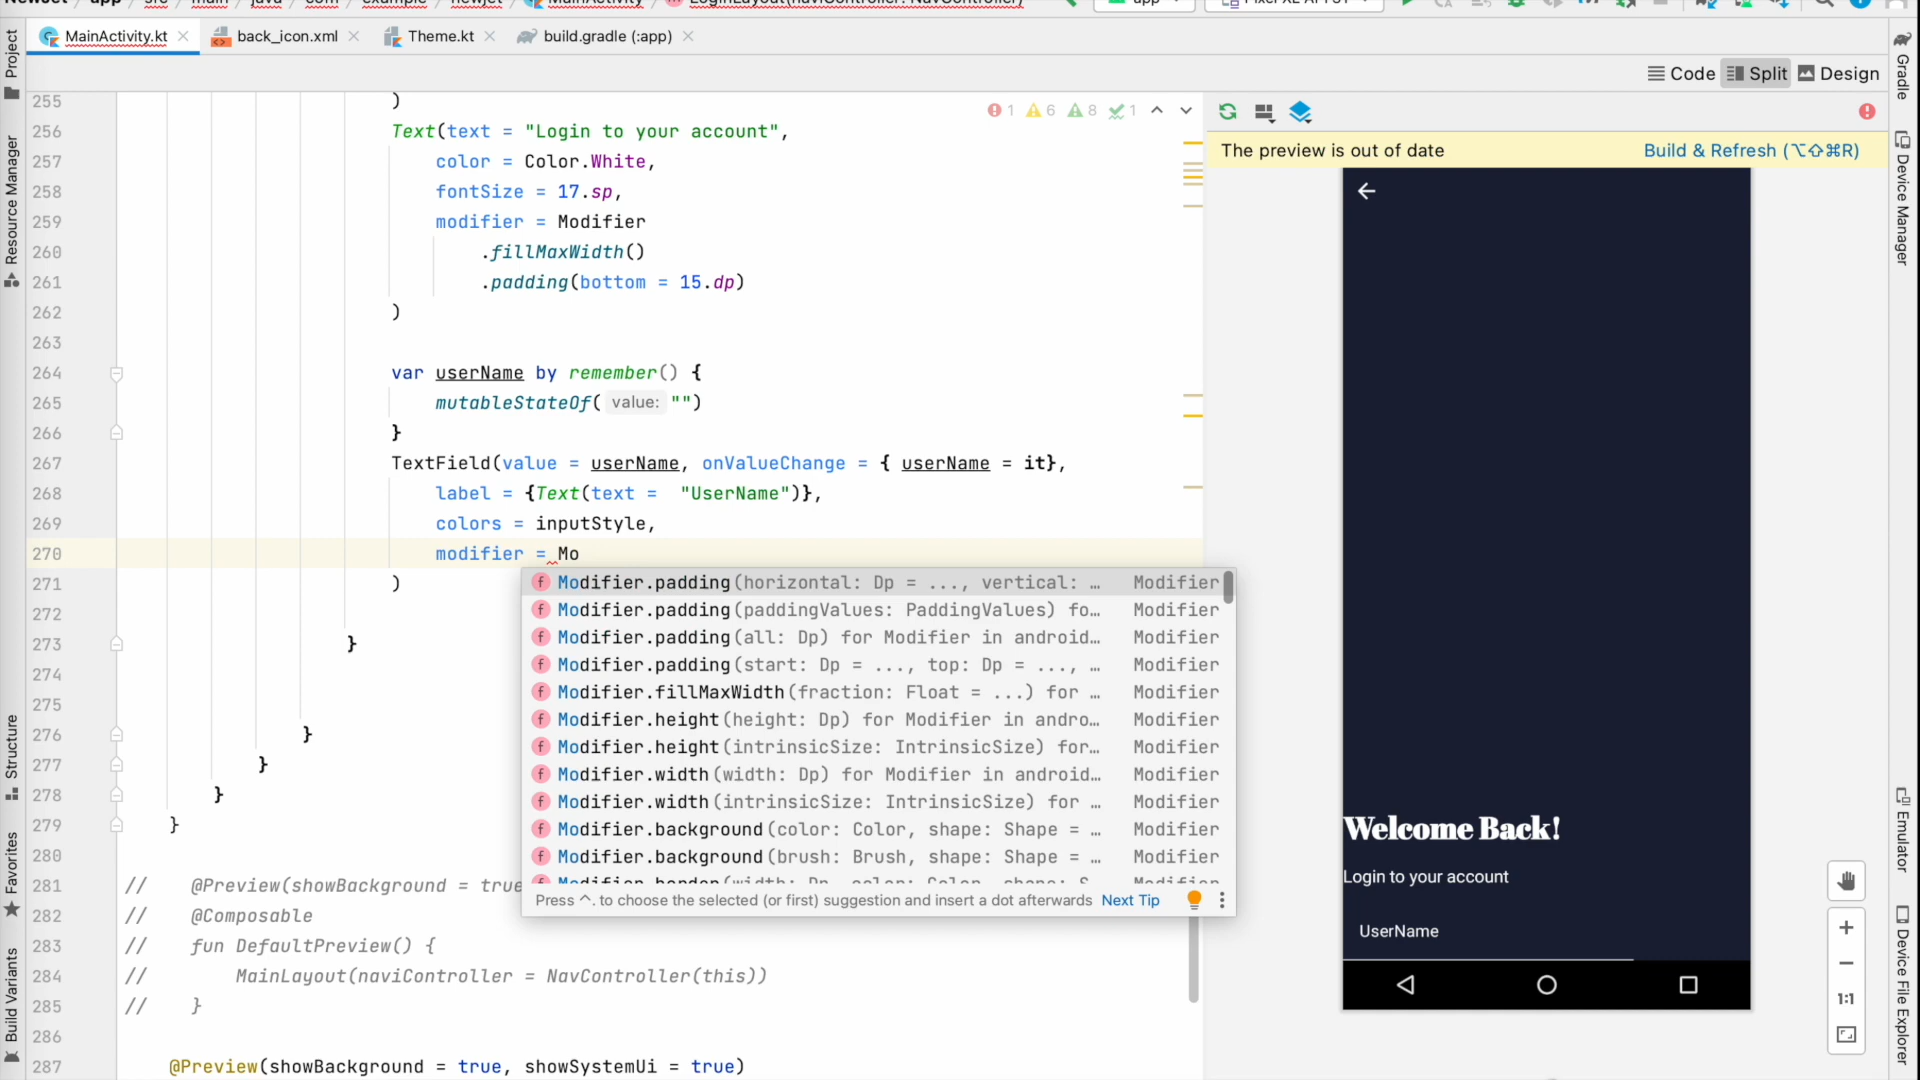 MainActivity.kt
back_icon.xml
Theme.kt
build.gradle (:app)
Code
Split
Design
Project
Resource Manager
Structure
Favorites
Build Variants
Gradle
Device Manager
Emulator
Device File Explorer
1
6
8
1
255 )
256 Text(text = "Login to your account",
257 color = Color.White,
258 fontSize = 17.sp,
259 modifier = Modifier
260 .fillMaxWidth()
261 .padding(bottom = 15.dp)
262 )
263
264 var userName by remember() {
265 mutableStateOf( value: "")
266 }
267 TextField(value = userName, onValueChange = { userName = it},
268 label = {Text(text =  "UserName")},
269 colors = inputStyle,
270 modifier = Mo
271 )
272
273 }
274
275
276 }
277 }
278 }
279 }
280
281 // @Preview(showBackground = true
282 // @Composable
283 // fun DefaultPreview() {
284 // MainLayout(naviController = NavController(this))
285 // }
286
287 @Preview(showBackground = true, showSystemUi = true)
Modifier.padding(horizontal: Dp = ..., vertical: … Modifier
Modifier.padding(paddingValues: PaddingValues) fo… Modifier
Modifier.padding(all: Dp) for Modifier in android… Modifier
Modifier.padding(start: Dp = ..., top: Dp = ..., … Modifier
Modifier.fillMaxWidth(fraction: Float = ...) for … Modifier
Modifier.height(height: Dp) for Modifier in andro… Modifier
Modifier.height(intrinsicSize: IntrinsicSize) for… Modifier
Modifier.width(width: Dp) for Modifier in android… Modifier
Modifier.width(intrinsicSize: IntrinsicSize) for … Modifier
Modifier.background(color: Color, shape: Shape = … Modifier
Modifier.background(brush: Brush, shape: Shape = … Modifier
Press ^. to choose the selected (or first) suggestion and insert a dot afterwards Next Tip
The preview is out of date
Build & Refresh (⌥⇧⌘R)
Welcome Back!
Login to your account
UserName
1:1